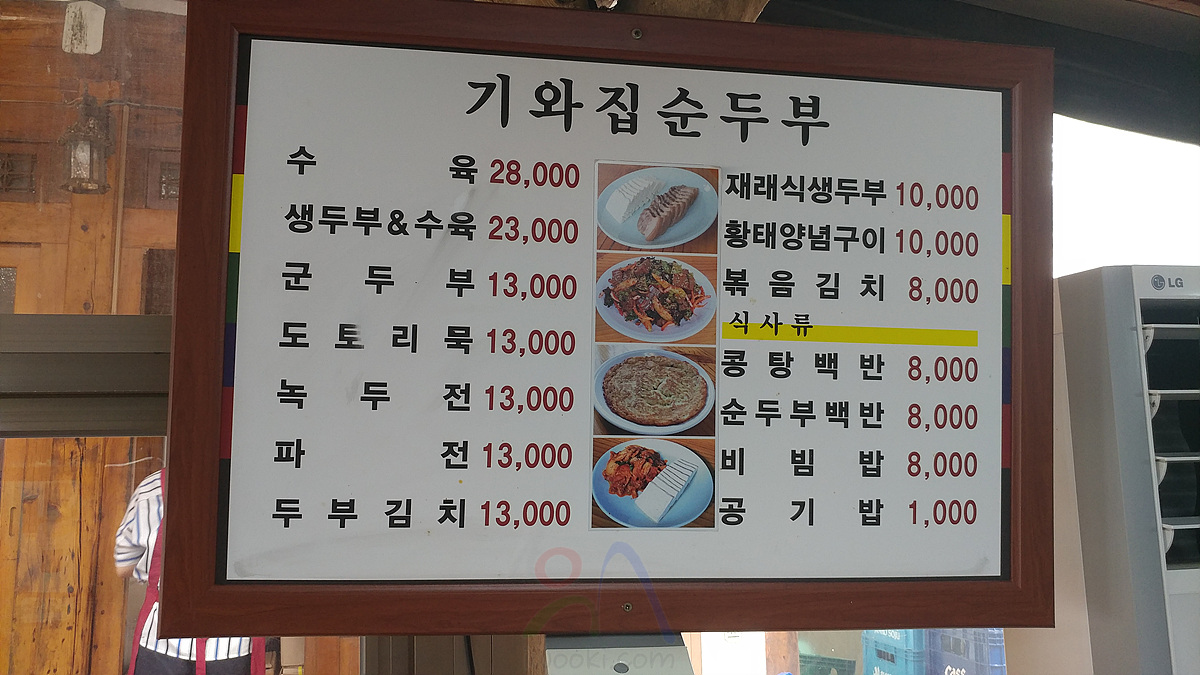 기와집순두부
수육 28,000
생두부&수육 23,000
군두부 13,000
도토리묵 13,000
녹두전 13,000
파전 13,000
두부김치 13,000
재래식생두부 10,000
황태양념구이 10,000
볶음김치 8,000
식사류
콩탕백반 8,000
순두부백반 8,000
비빔밥 8,000
공기밥 1,000
LG
cass